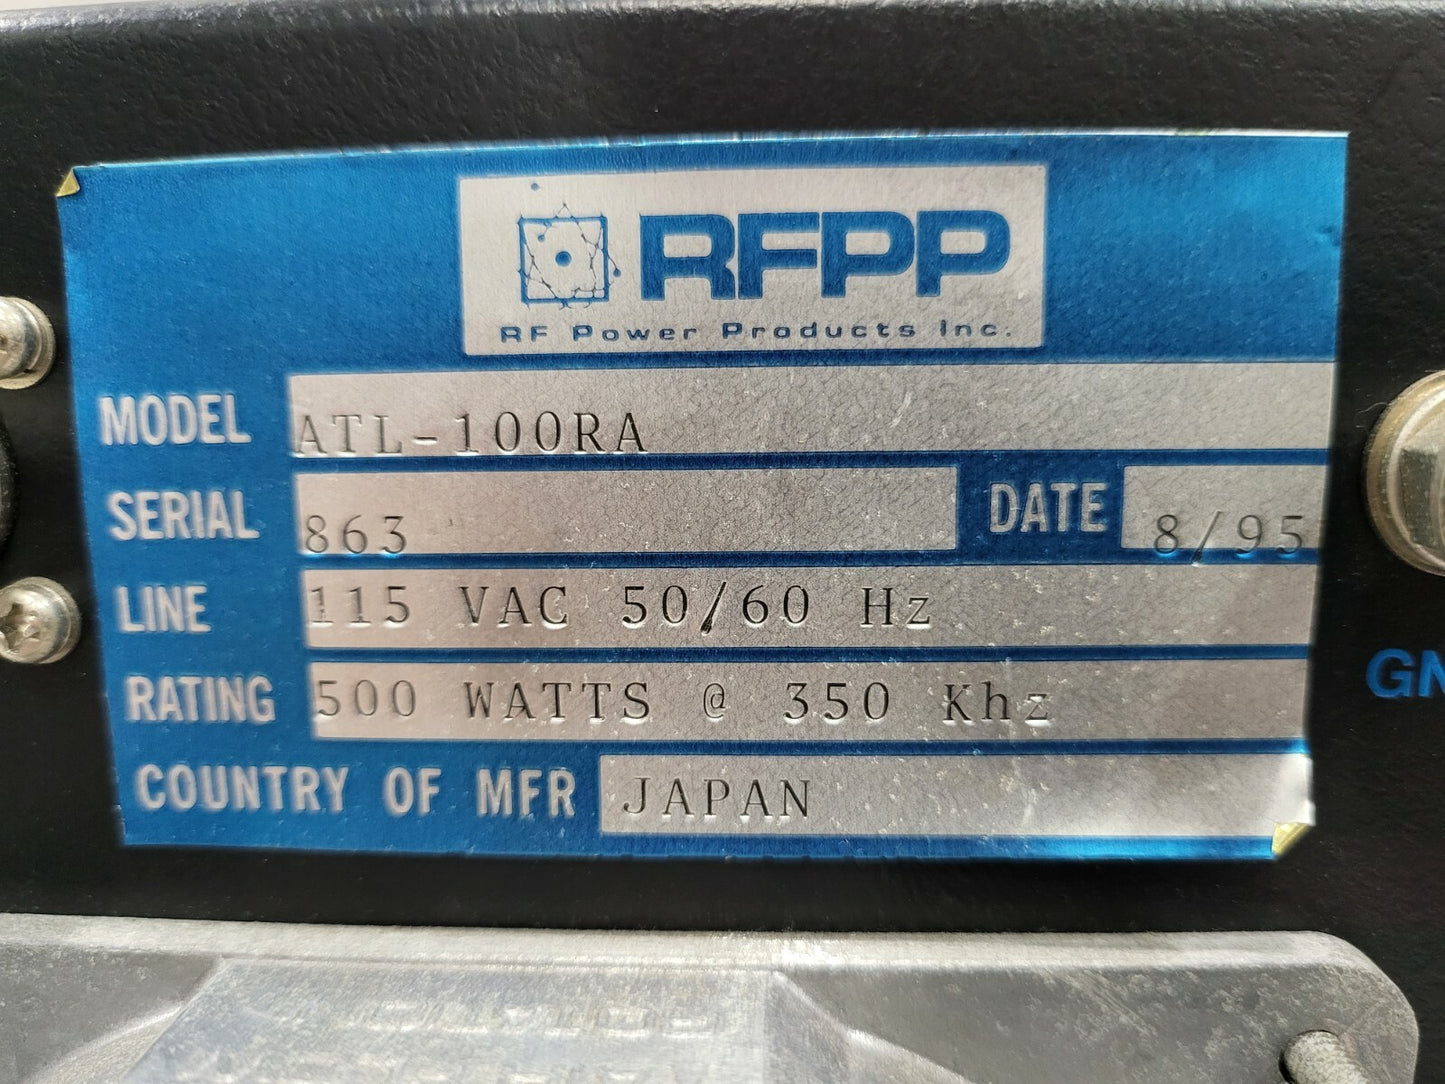 RFPP
RF Power Products Inc.
MODEL ATL-100RA
SERIAL 863 DATE 8/95
LINE 115 VAC 50/60 Hz
RATING 500 WATTS @ 350 Khz
GN
COUNTRY OF MFR JAPAN